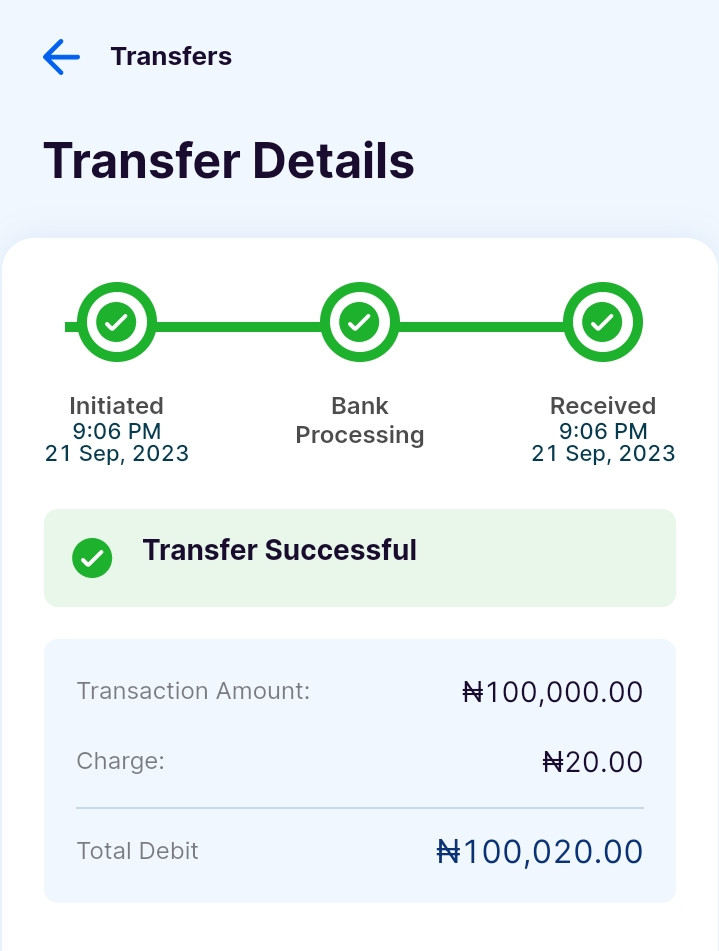 Transfers
Transfer Details
Initiated
9:06 PM
21 Sep, 2023
Bank
Processing
Received
9:06 PM
21 Sep, 2023
Transfer Successful
Transaction Amount: ₦100,000.00
Charge: ₦20.00
Total Debit ₦100,020.00